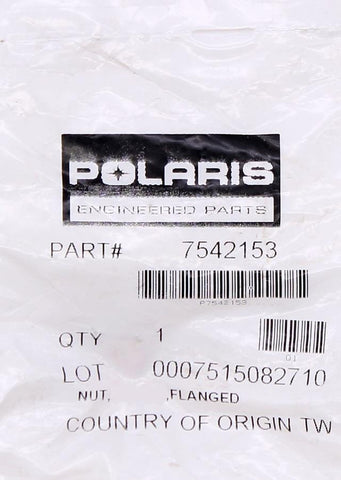 POLARIS
ENGINEERED PARTS
PART# 7542153
P7542153
QTY 1
01
LOT 0007515082710
NUT, ,FLANGED
COUNTRY OF ORIGIN TW